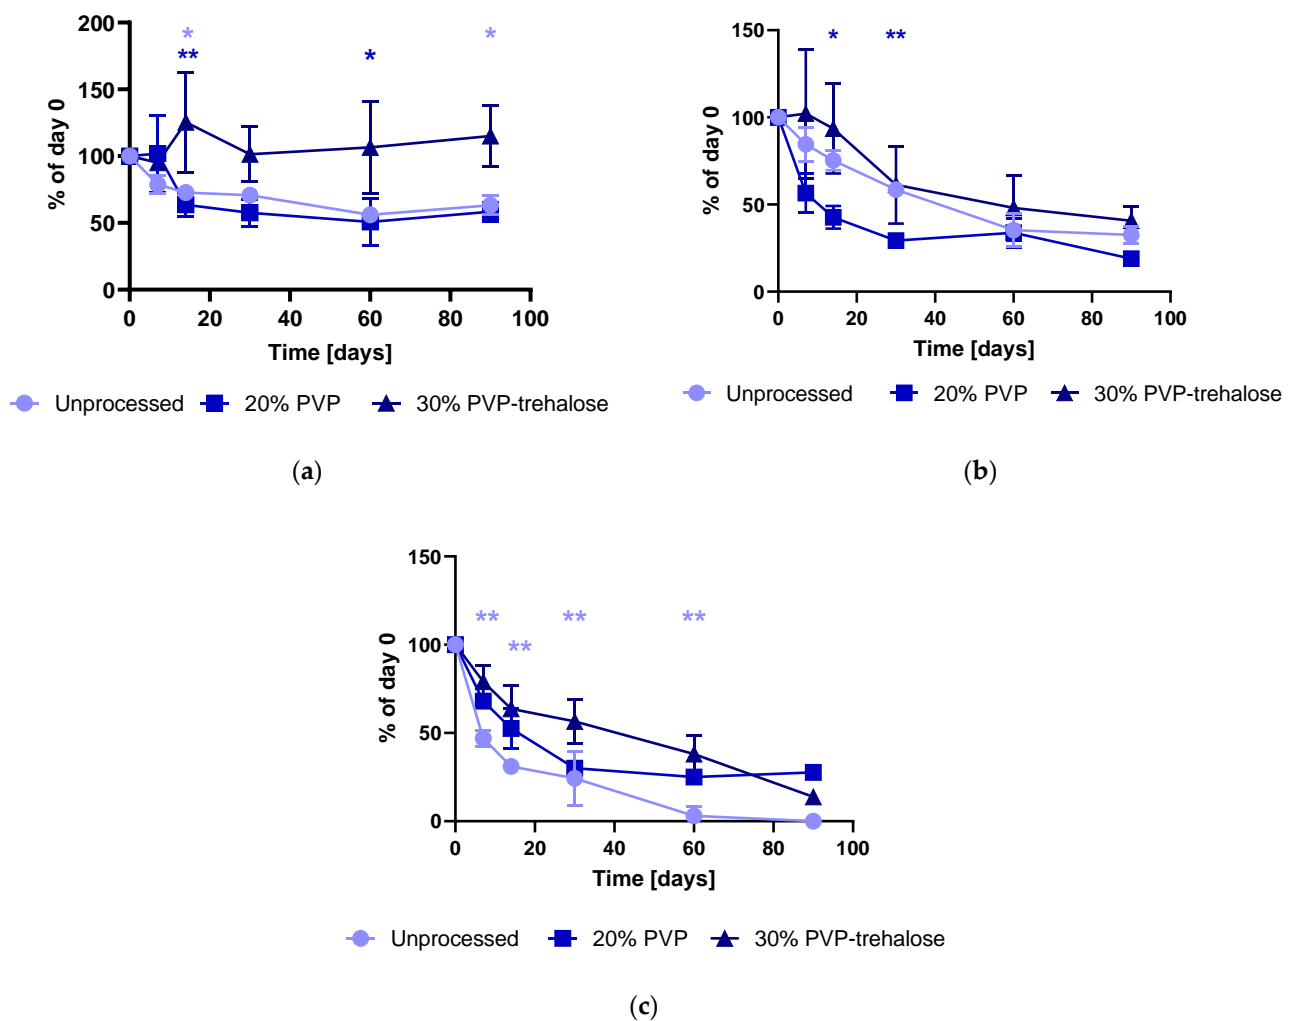 200
150
100
50
0
% of day 0
*
**
*
*
0 20 40 60 80 100
Time [days]
Unprocessed 20% PVP 30% PVP-trehalose
(a)
150
100
50
0
% of day 0
* **
0 20 40 60 80 100
Time [days]
Unprocessed 20% PVP 30% PVP-trehalose
(b)
150
100
50
0
% of day 0
** ** **
**
0 20 40 60 80 100
Time [days]
Unprocessed 20% PVP 30% PVP-trehalose
(c)